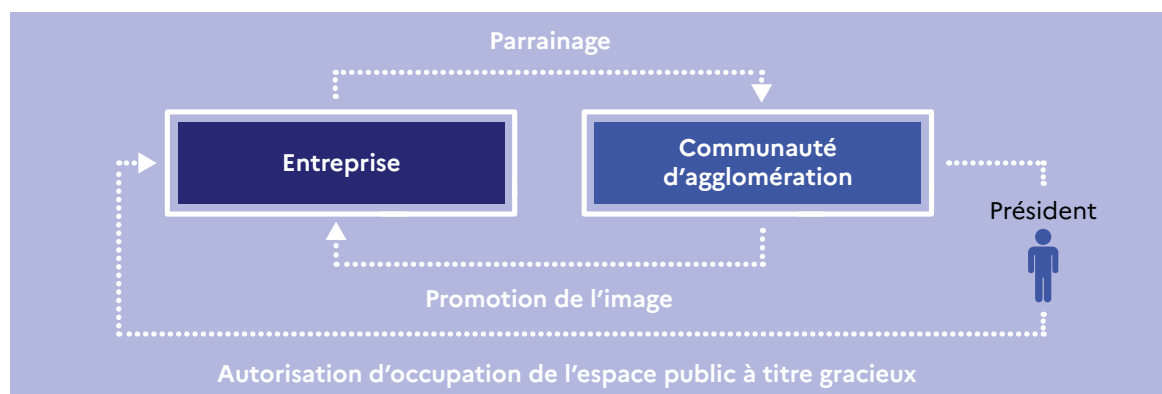 Parrainage
Entreprise
Communauté
d'agglomération
Président
Promotion de l'image
Autorisation d'occupation de l'espace public à titre gracieux